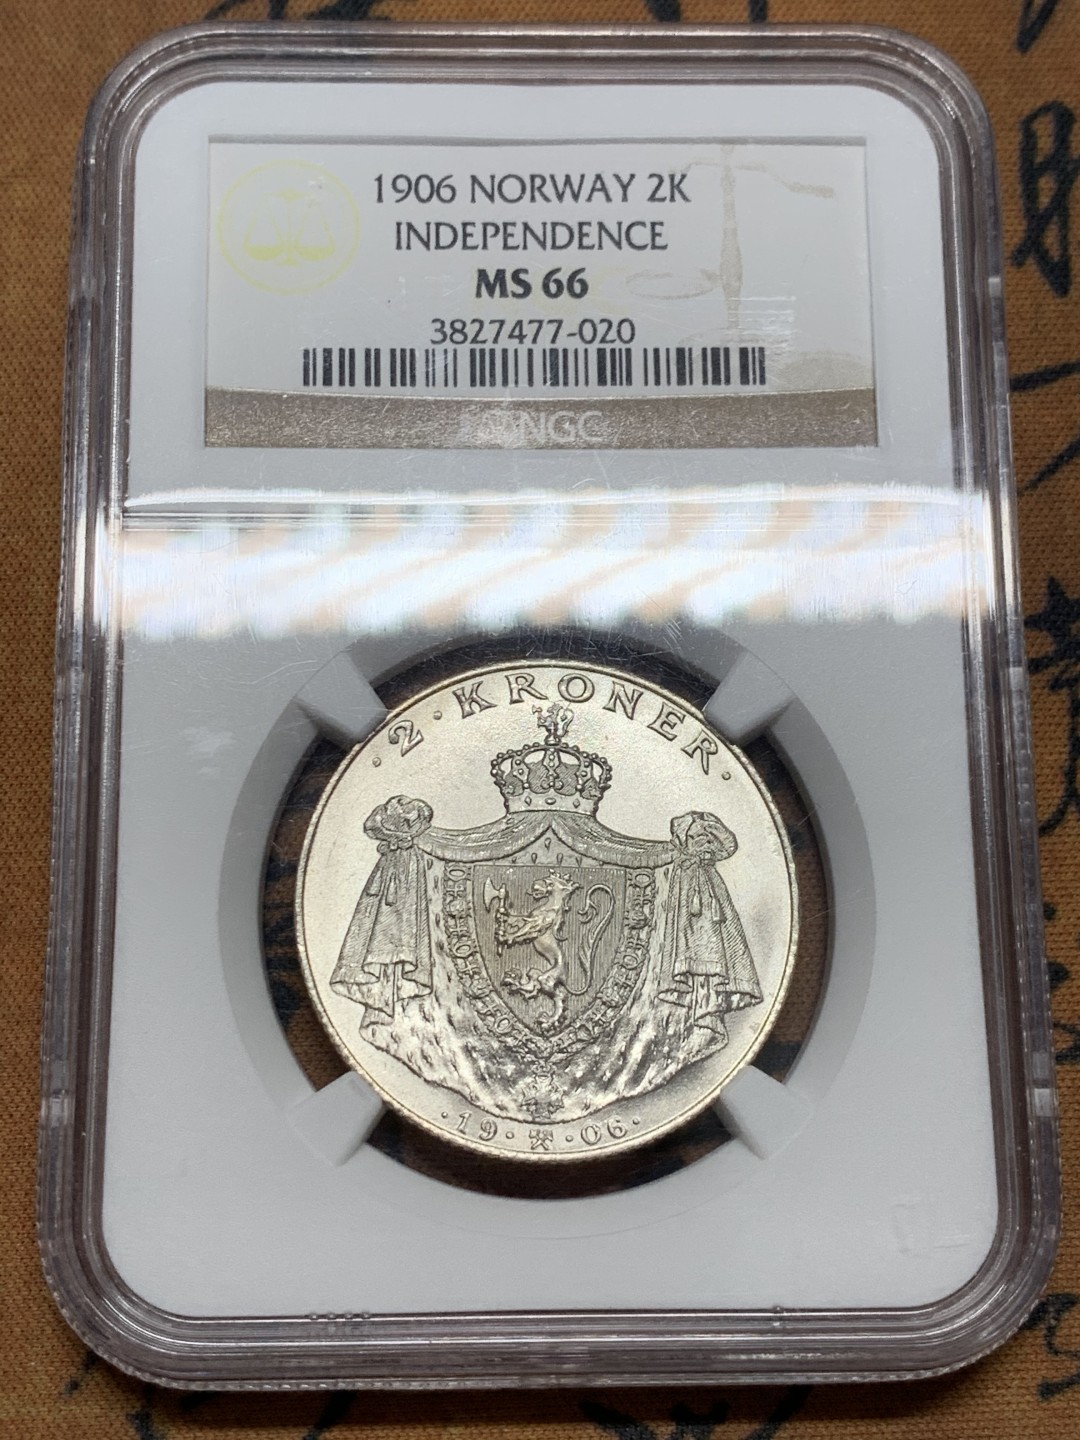 1906 NORWAY 2K
INDEPENDENCE
MS 66
3827477-020
NGC
·2·KRONER·
·19·⚒·06·